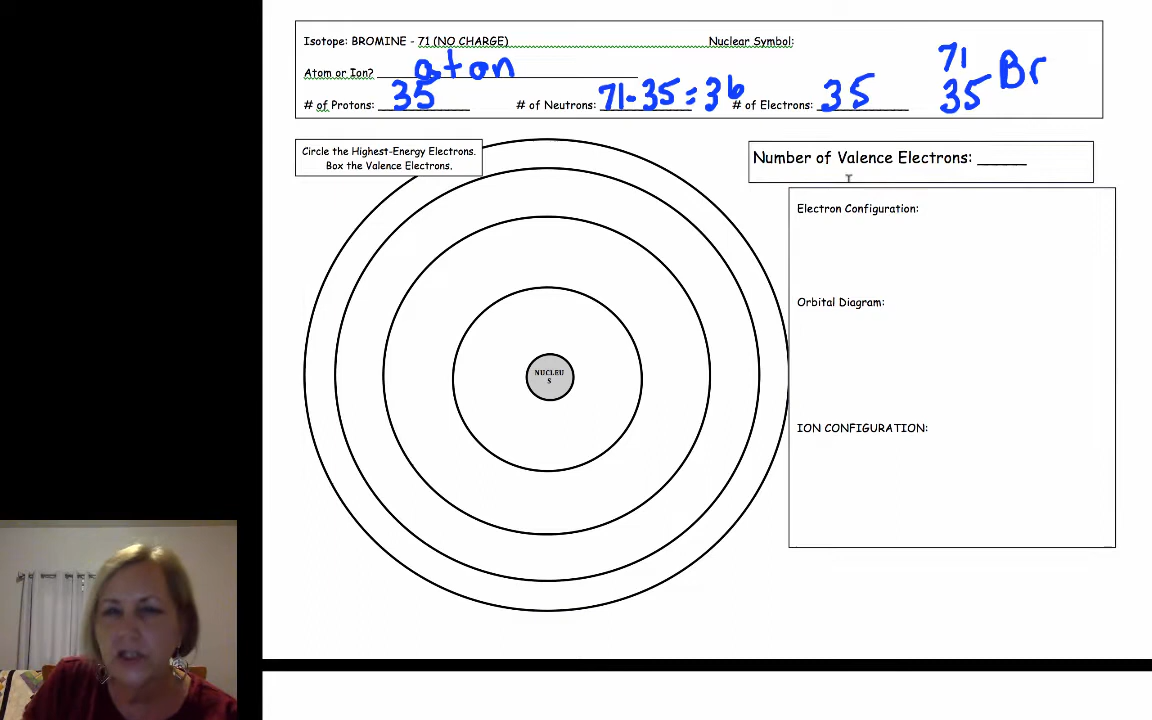 Isotope: BROMINE - 71 (NO CHARGE) Nuclear Symbol:
71
35 Br
Atom or Ion? atom
# of Protons: 35 # of Neutrons: 71-35=36 # of Electrons: 35
Circle the Highest-Energy Electrons.
Box the Valence Electrons.
Number of Valence Electrons: _____
Electron Configuration:
Orbital Diagram:
NUCLEU
S
ION CONFIGURATION: